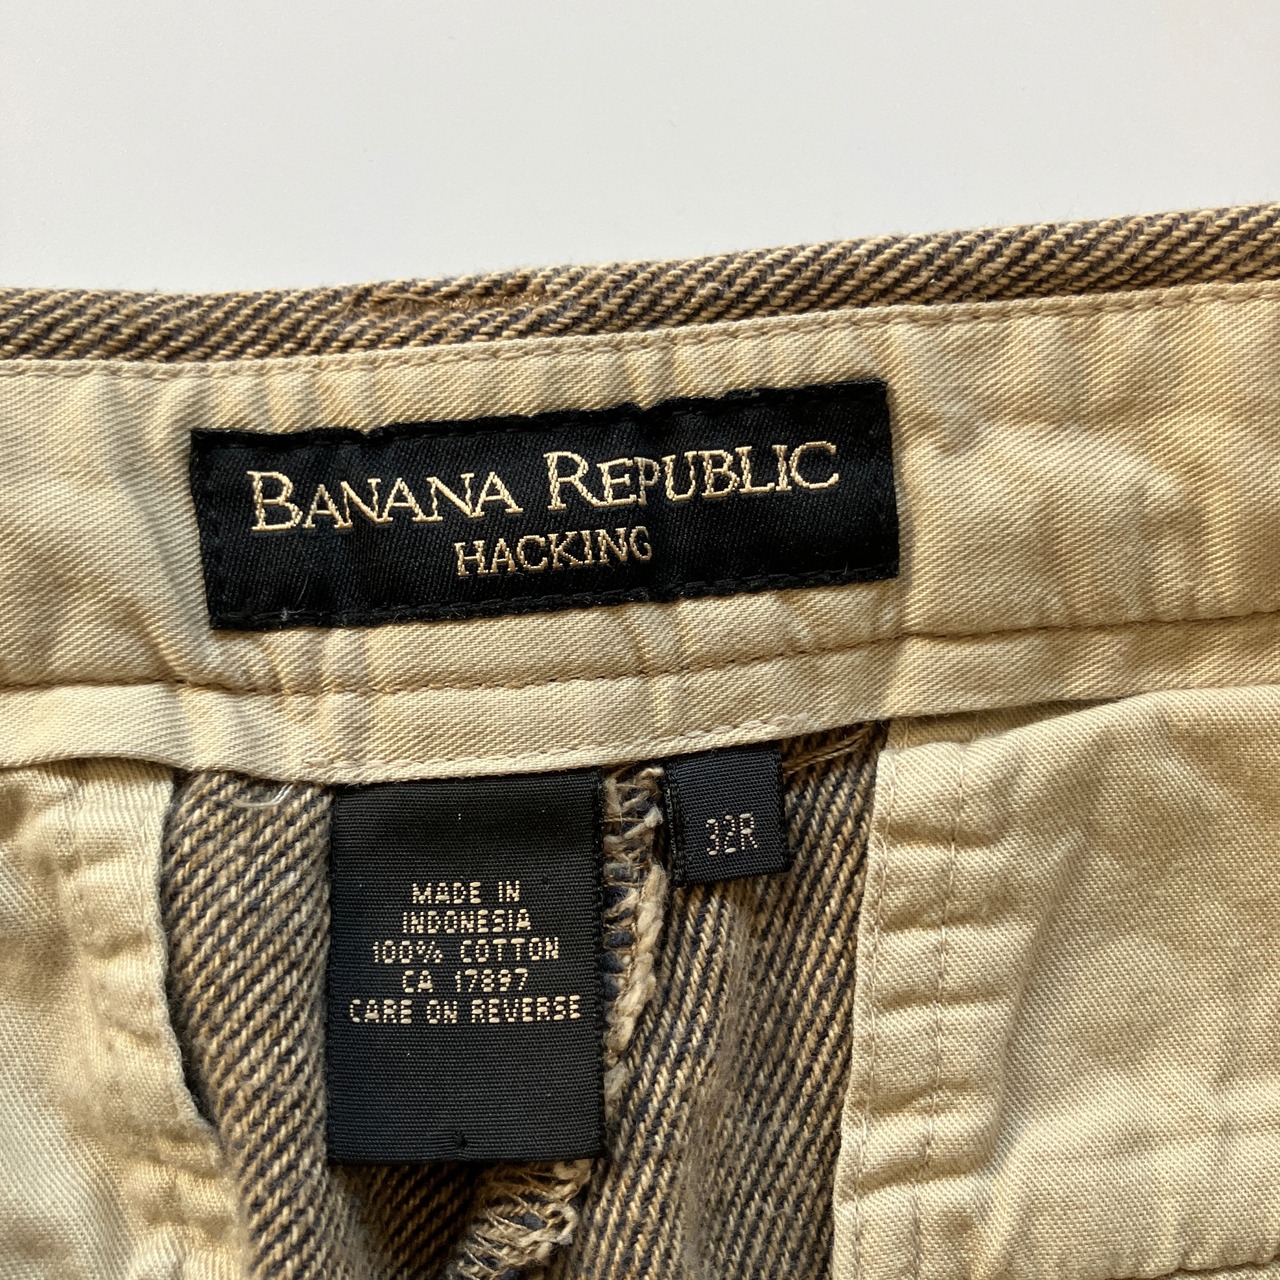 BANANA REPUBLIC
HACKING
32R
MADE IN
INDONESIA
100% COTTON
CA 17897
CARE ON REVERSE